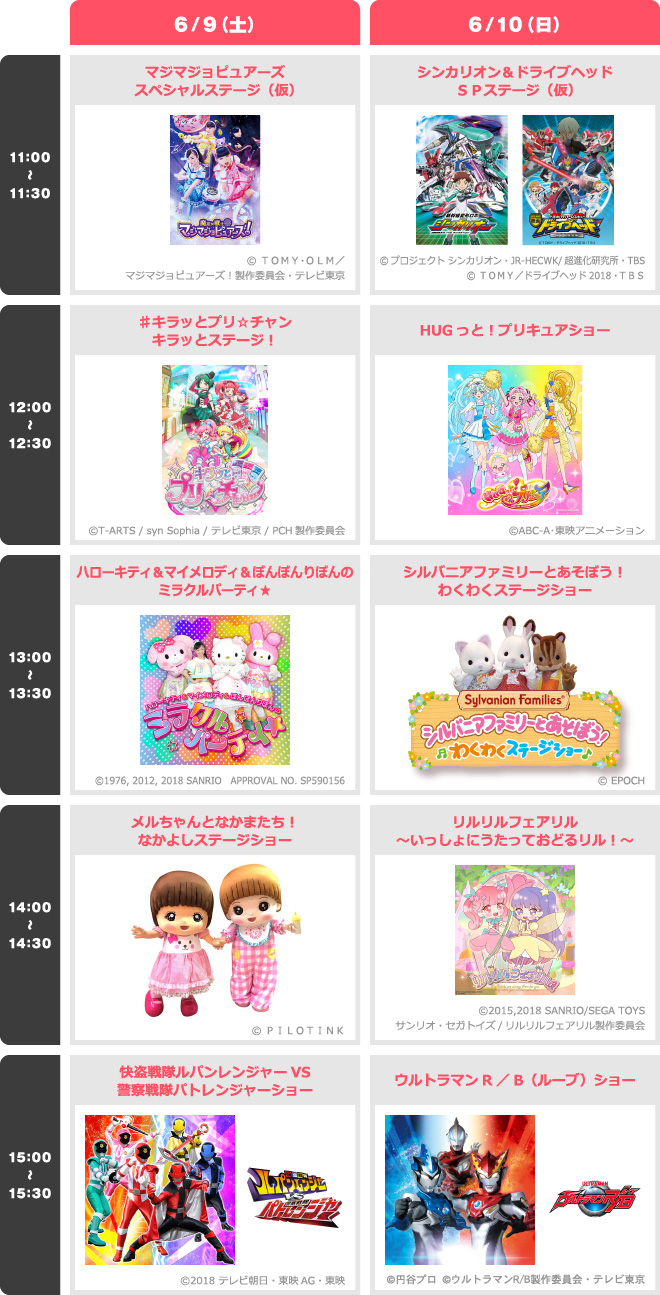 6/9（土）
6/10（日）
11:00
～
11:30
マジマジョピュアーズ
スペシャルステージ（仮）
マジマジョピュアーズ！
© TOMY・OLM／
マジマジョピュアーズ！製作委員会・テレビ東京
シンカリオン＆ドライブヘッド
ＳＰステージ（仮）
シンカリオン
ドライブヘッド
© プロジェクト シンカリオン・JR-HECWK/ 超進化研究所・TBS
© ＴＯＭＹ／ドライブヘッド2018・ＴＢＳ
12:00
～
12:30
♯キラッとプリ☆チャン
キラッとステージ！
キラッと
プリ☆チャン
©T-ARTS / syn Sophia / テレビ東京 / PCH 製作委員会
HUG っと！プリキュアショー
HUGっと!プリキュア
©ABC-A・東映アニメーション
13:00
～
13:30
ハローキティ＆マイメロディ＆ぼんぼんりぼんの
ミラクルパーティ★
ハローキティ&マイメロディ&ぼんぼんりぼんの
ミラクル
パーティ★
©1976, 2012, 2018 SANRIO APPROVAL NO. SP590156
シルバニアファミリーとあそぼう！
わくわくステージショー
Sylvanian Families®
シルバニアファミリーとあそぼう!
♬わくわくステージショー♪
© EPOCH
14:00
～
14:30
メルちゃんとなかまたち！
なかよしステージショー
© ＰＩＬＯＴＩＮＫ
リルリルフェアリル
～いっしょにうたっておどるリル！～
リルリルフェアリル
©2015,2018 SANRIO/SEGA TOYS
サンリオ・セガトイズ / リルリルフェアリル製作委員会
15:00
～
15:30
快盗戦隊ルパンレンジャー VS
警察戦隊パトレンジャーショー
ルパンレンジャー
VS
パトレンジャー
©2018 テレビ朝日・東映 AG・東映
ウルトラマンＲ／Ｂ（ルーブ）ショー
ULTRAMAN
ウルトラマンR/B
©円谷プロ ©ウルトラマンR/B製作委員会・テレビ東京